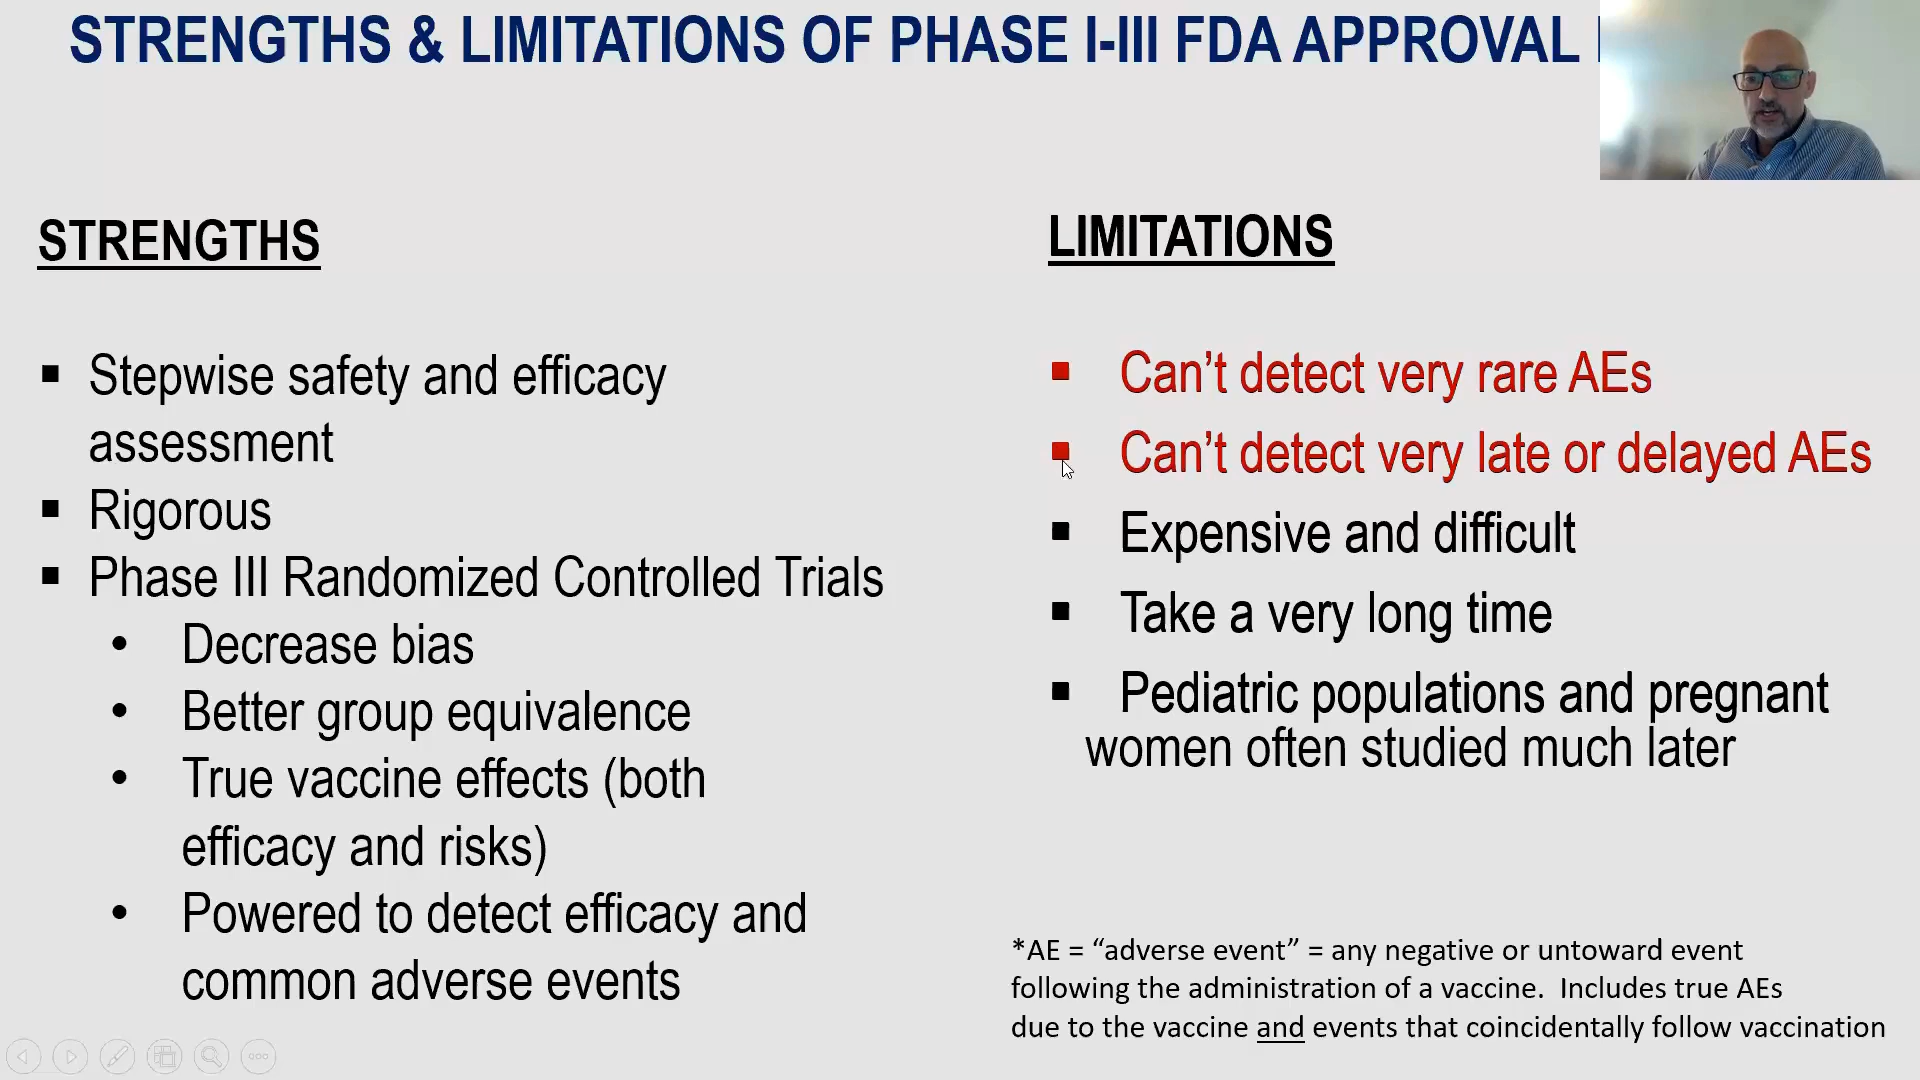 STRENGTHS & LIMITATIONS OF PHASE I-III FDA APPROVAL
STRENGTHS
▪ Stepwise safety and efficacy
assessment
▪ Rigorous
▪ Phase III Randomized Controlled Trials
• Decrease bias
• Better group equivalence
• True vaccine effects (both
efficacy and risks)
• Powered to detect efficacy and
common adverse events
LIMITATIONS
▪ Can’t detect very rare AEs
▪ Can’t detect very late or delayed AEs
▪ Expensive and difficult
▪ Take a very long time
▪ Pediatric populations and pregnant
women often studied much later
*AE = “adverse event” = any negative or untoward event
following the administration of a vaccine.  Includes true AEs
due to the vaccine and events that coincidentally follow vaccination